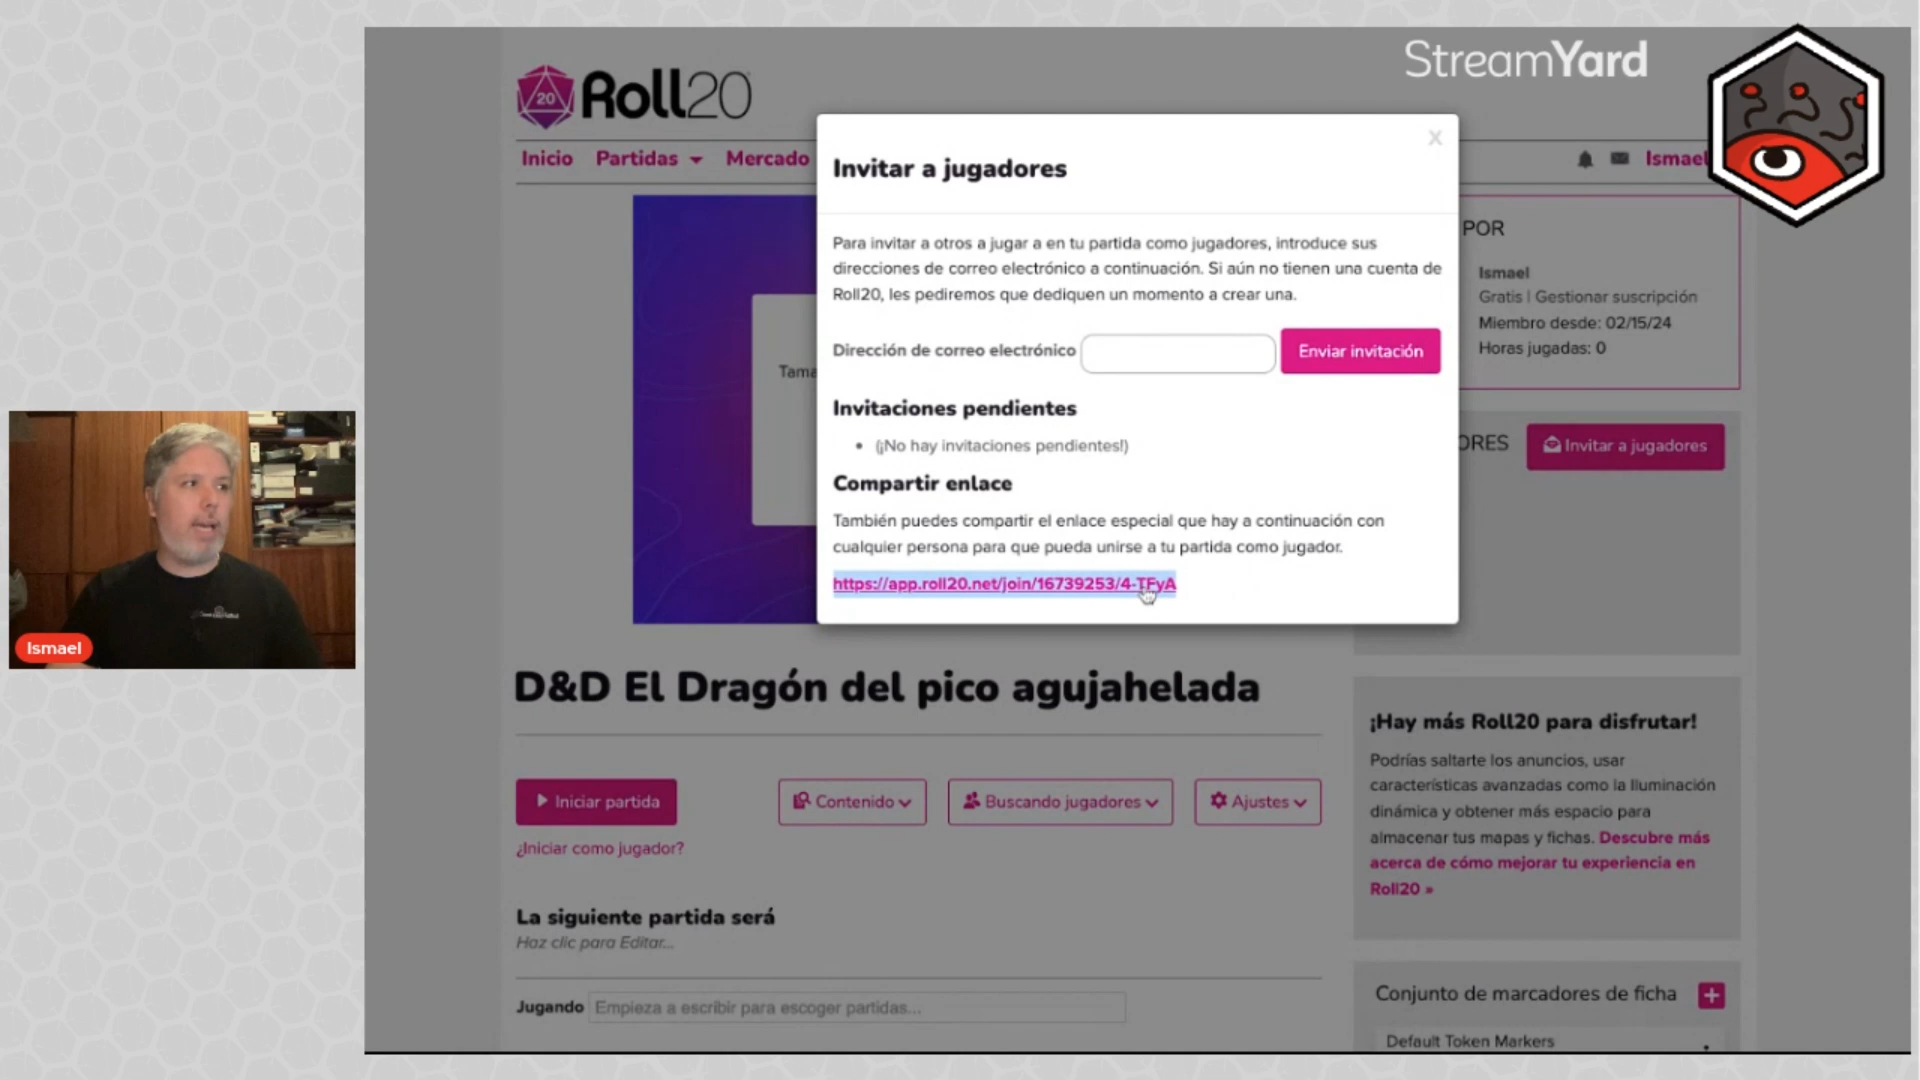 StreamYard
20
Roll20
Inicio Partidas Mercado
Ismael
Invitar a jugadores
x
Para invitar a otros a jugar a en tu partida como jugadores, introduce sus
direcciones de correo electrónico a continuación. Si aún no tienen una cuenta de
Roll20, les pediremos que dediquen un momento a crear una.
Dirección de correo electrónico
Enviar invitación
Invitaciones pendientes
(¡No hay invitaciones pendientes!)
Compartir enlace
También puedes compartir el enlace especial que hay a continuación con
cualquier persona para que pueda unirse a tu partida como jugador.
https://app.roll20.net/join/16739253/4-TFyA
Tama
POR
Ismael
Gratis | Gestionar suscripción
Miembro desde: 02/15/24
Horas jugadas: 0
ORES
Invitar a jugadores
Ismael
D&D El Dragón del pico agujahelada
Iniciar partida
Contenido
Buscando jugadores
Ajustes
¿Iniciar como jugador?
La siguiente partida será
Haz clic para Editar...
Jugando
Empieza a escribir para escoger partidas...
¡Hay más Roll20 para disfrutar!
Podrías saltarte los anuncios, usar
características avanzadas como la Iluminación
dinámica y obtener más espacio para
almacenar tus mapas y fichas. Descubre más
acerca de cómo mejorar tu experiencia en
Roll20 »
Conjunto de marcadores de ficha
Default Token Markers